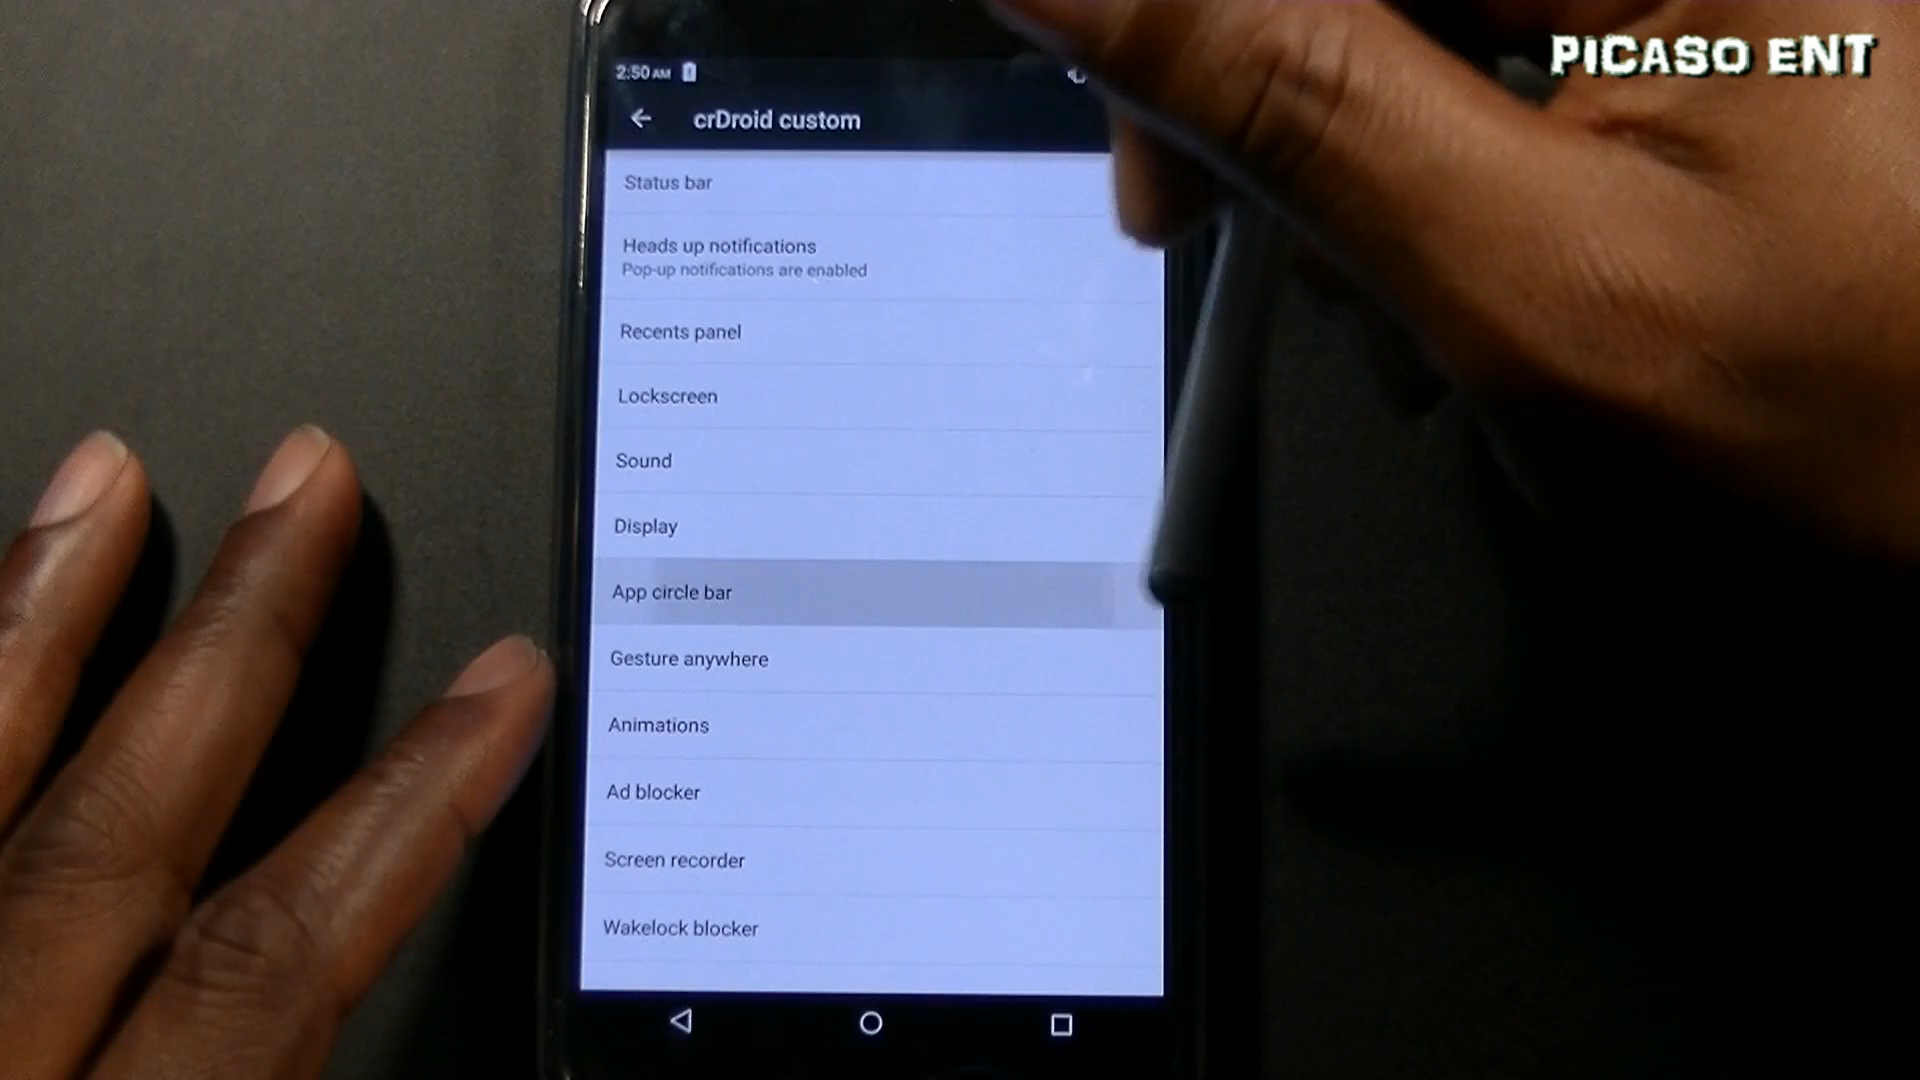 PICASO ENT
2:50 AM
crDroid custom
Status bar
Heads up notifications
Pop-up notifications are enabled
Recents panel
Lockscreen
Sound
Display
App circle bar
Gesture anywhere
Animations
Ad blocker
Screen recorder
Wakelock blocker